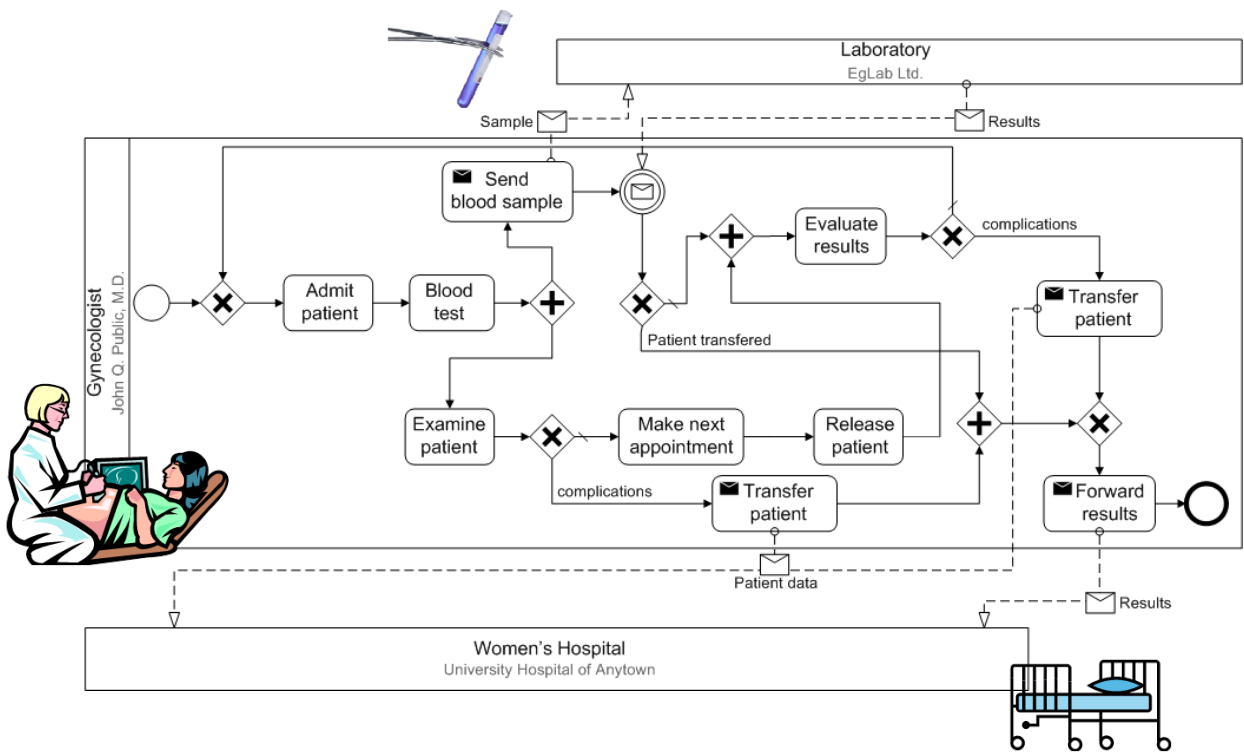 Laboratory
EgLab Ltd.
Sample
Results
Gynecologist
John Q. Public, M.D.
Send
blood sample
Evaluate
results
complications
Admit
patient
Blood
test
Transfer
patient
Patient transfered
Examine
patient
Make next
appointment
Release
patient
complications
Transfer
patient
Forward
results
Patient data
Results
Women's Hospital
University Hospital of Anytown